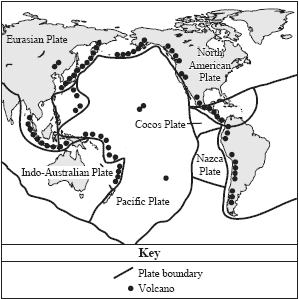 Eurasian Plate
North
American
Plate
Cocos Plate
Nazca
Plate
Indo-Australian Plate
Pacific Plate
Key
Plate boundary
Volcano